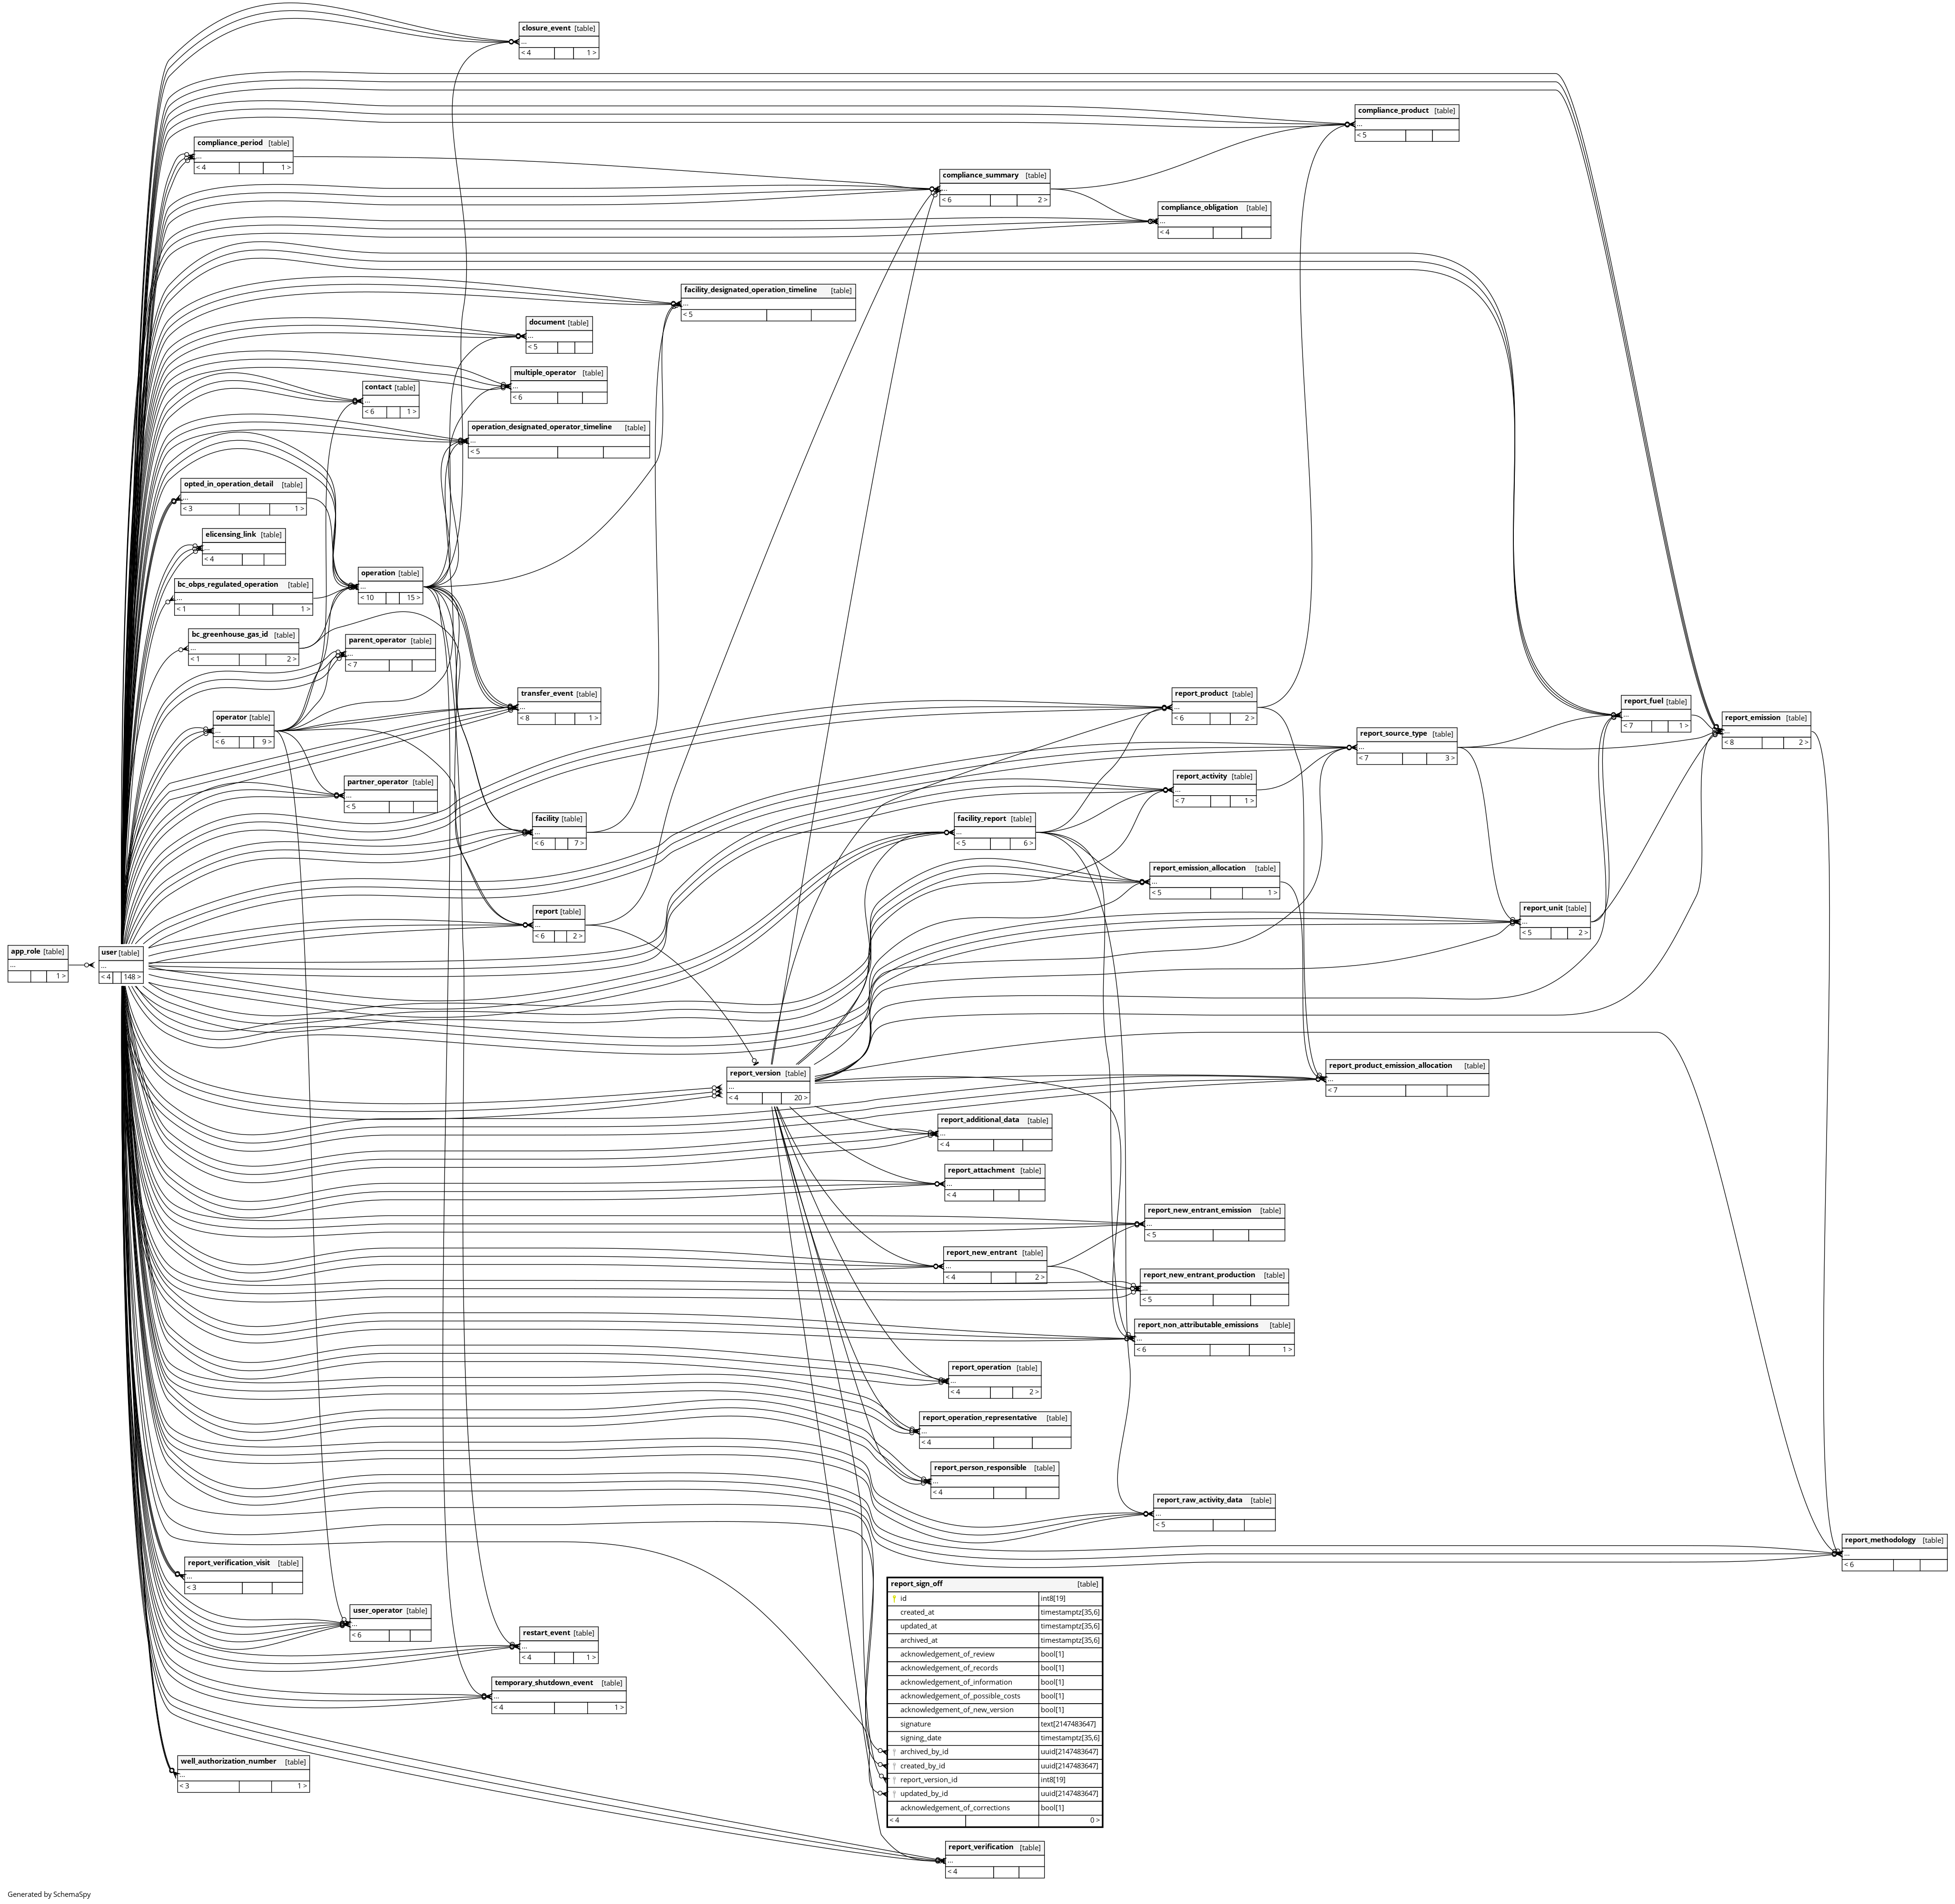 closure_event [table]
...
< 4 1 >
compliance_product [table]
...
< 5
compliance_period [table]
...
< 4 1 >
compliance_summary [table]
...
< 6 2 >
compliance_obligation [table]
...
< 4
facility_designated_operation_timeline [table]
...
< 5
document [table]
...
< 5
multiple_operator [table]
...
< 6
contact [table]
...
< 6 1 >
operation_designated_operator_timeline [table]
...
< 5
opted_in_operation_detail [table]
...
< 3 1 >
elicensing_link [table]
...
< 4
operation [table]
...
< 10 15 >
bc_obps_regulated_operation [table]
...
< 1 1 >
bc_greenhouse_gas_id [table]
...
< 1 2 >
parent_operator [table]
...
< 7
transfer_event [table]
...
< 8 1 >
report_product [table]
...
< 6 2 >
report_fuel [table]
...
< 7 1 >
operator [table]
...
< 6 9 >
report_emission [table]
...
< 8 2 >
report_source_type [table]
...
< 7 3 >
partner_operator [table]
...
< 5
report_activity [table]
...
< 7 1 >
facility [table]
...
< 6 7 >
facility_report [table]
...
< 5 6 >
report_emission_allocation [table]
...
< 5 1 >
report [table]
...
< 6 2 >
report_unit [table]
...
< 5 2 >
app_role [table]
...
1 >
user [table]
...
< 4 148 >
report_version [table]
...
< 4 20 >
report_product_emission_allocation [table]
...
< 7
report_additional_data [table]
...
< 4
report_attachment [table]
...
< 4
report_new_entrant_emission [table]
...
< 5
report_new_entrant [table]
...
< 4 2 >
report_new_entrant_production [table]
...
< 5
report_non_attributable_emissions [table]
...
< 6 1 >
report_operation [table]
...
< 4 2 >
report_operation_representative [table]
...
< 4
report_person_responsible [table]
...
< 4
report_raw_activity_data [table]
...
< 5
report_methodology [table]
...
< 6
report_verification_visit [table]
...
< 3
user_operator [table]
...
< 6
restart_event [table]
...
< 4 1 >
temporary_shutdown_event [table]
...
< 4 1 >
well_authorization_number [table]
...
< 3 1 >
report_sign_off [table]
id int8[19]
created_at timestamptz[35,6]
updated_at timestamptz[35,6]
archived_at timestamptz[35,6]
acknowledgement_of_review bool[1]
acknowledgement_of_records bool[1]
acknowledgement_of_information bool[1]
acknowledgement_of_possible_costs bool[1]
acknowledgement_of_new_version bool[1]
signature text[2147483647]
signing_date timestamptz[35,6]
archived_by_id uuid[2147483647]
created_by_id uuid[2147483647]
report_version_id int8[19]
updated_by_id uuid[2147483647]
acknowledgement_of_corrections bool[1]
< 4 0 >
report_verification [table]
...
< 4
Generated by SchemaSpy